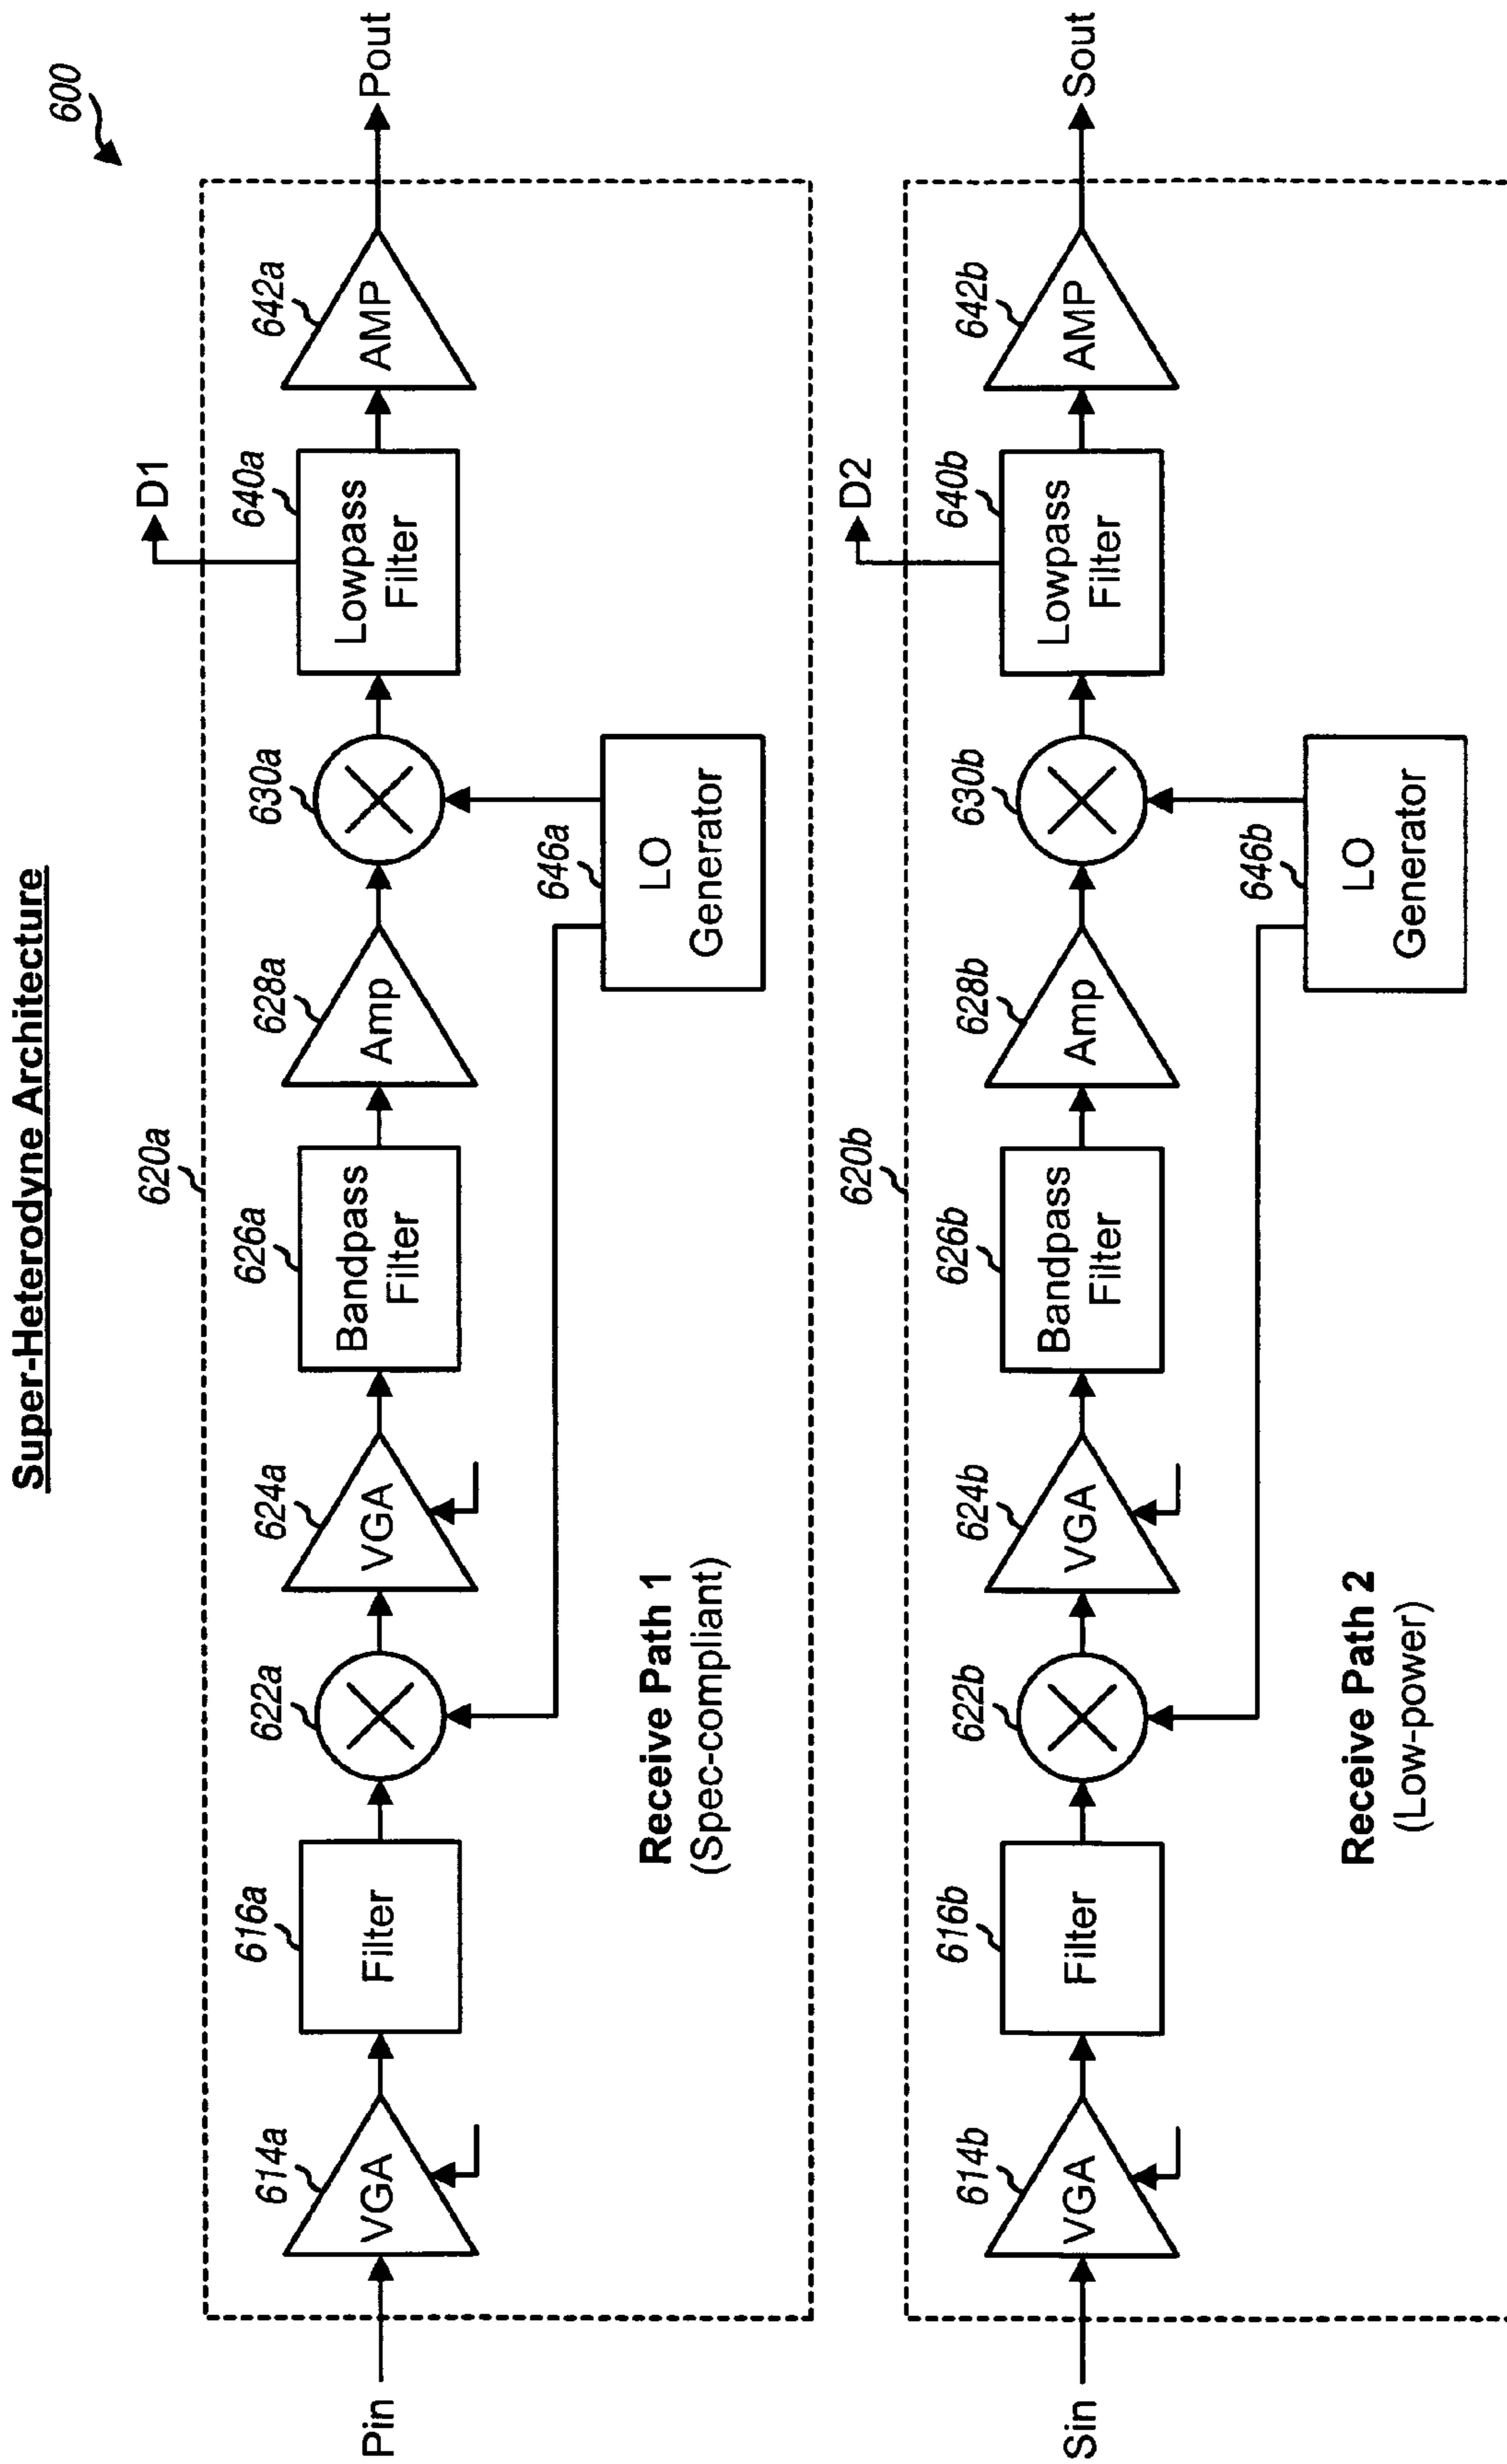 Super-Heterodyne Architecture
600
620a
Pin
614a
VGA
616a
Filter
622a
624a
VGA
626a
Bandpass
Filter
628a
Amp
630a
640a
Lowpass
Filter
D1
642a
AMP
Pout
646a
LO
Generator
Receive Path 1
(Spec-compliant)
620b
Sin
614b
VGA
616b
Filter
622b
624b
VGA
626b
Bandpass
Filter
628b
Amp
630b
640b
Lowpass
Filter
D2
642b
AMP
Sout
646b
LO
Generator
Receive Path 2
(Low-power)